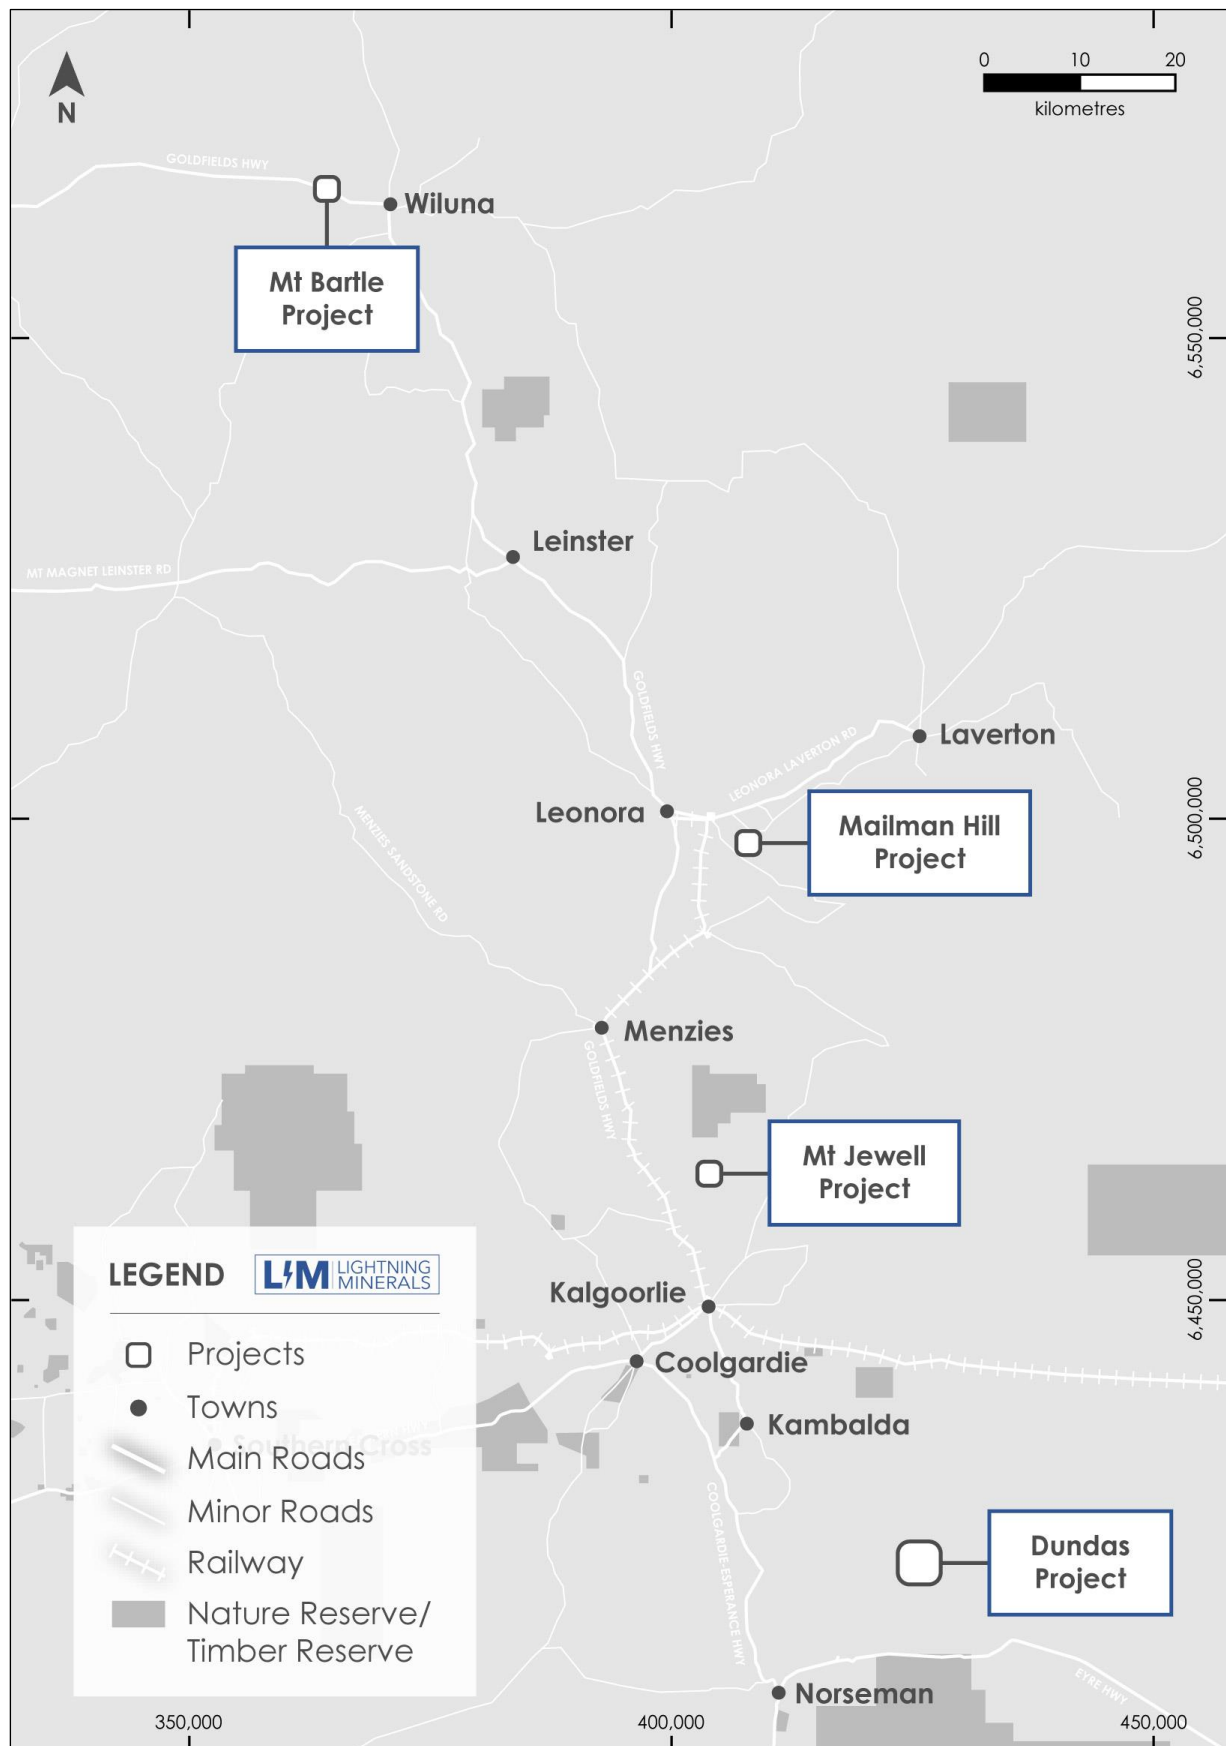 0 10 20
kilometres
N
GOLDFIELDS HWY
Wiluna
Mt Bartle
Project
6,550,000
Leinster
MT MAGNET LEINSTER RD
GOLDFIELDS HWY
Laverton
LEONORA LAVERTON RD
Leonora
Mailman Hill
Project
6,500,000
MENZIES SANDSTONE RD
Menzies
GOLDFIELDS HWY
Mt Jewell
Project
LEGEND
LM LIGHTNING
MINERALS
Kalgoorlie
6,450,000
Projects
Coolgardie
Towns
Kambalda
Southern Cross
Main Roads
Minor Roads
COOLGARDIE-ESPERANCE HWY
Railway
Dundas
Project
Nature Reserve/
Timber Reserve
Norseman
EYRE HWY
350,000 400,000 450,000